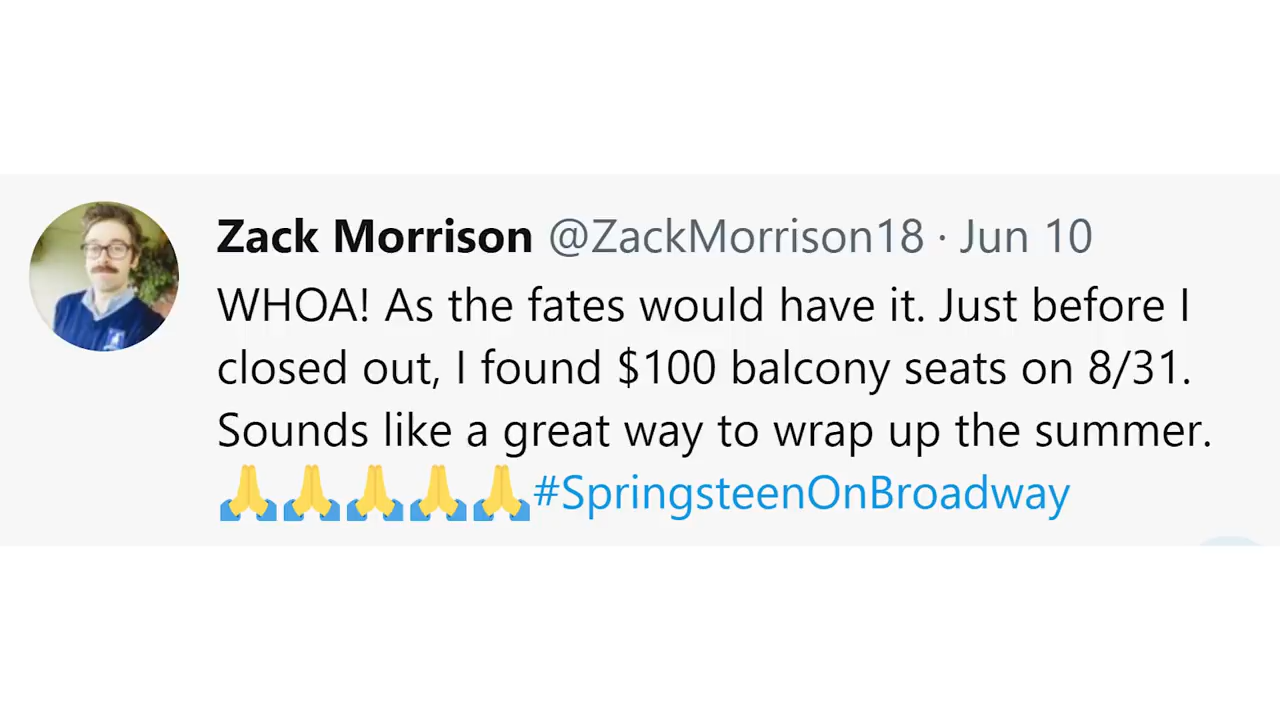 Zack Morrison @ZackMorrison18 · Jun 10
WHOA! As the fates would have it. Just before I
closed out, I found $100 balcony seats on 8/31.
Sounds like a great way to wrap up the summer.
🙏🙏🙏🙏🙏#SpringsteenOnBroadway